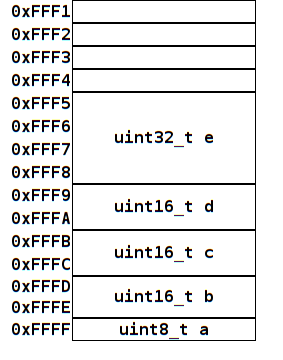 0xFFF1
0xFFF2
0xFFF3
0xFFF4
0xFFF5
0xFFF6
uint32_t e
0xFFF7
0xFFF8
0xFFF9
uint16_t d
0xFFFA
0xFFFB
uint16_t c
0xFFFC
0xFFFD
uint16_t b
0xFFFE
0xFFFF uint8_t a